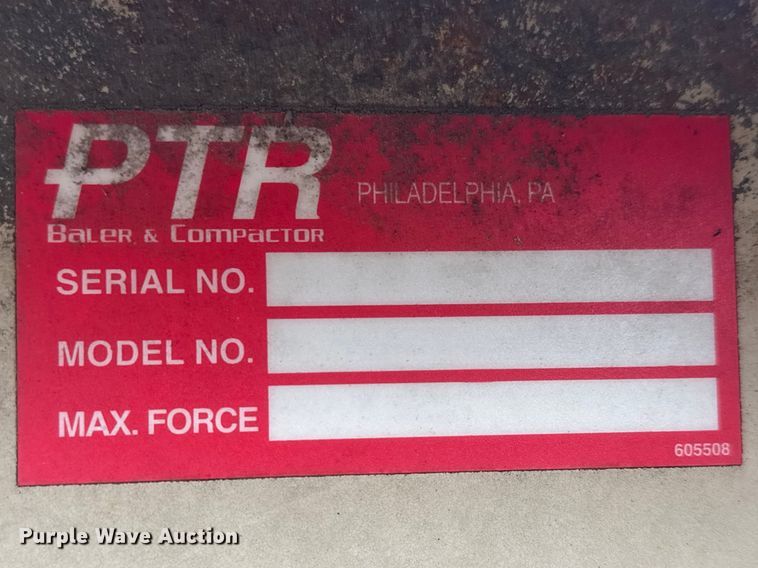 PTR
PHILADELPHIA, PA
BALER & COMPACTOR
SERIAL NO.
MODEL NO.
MAX. FORCE
605508
Purple Wave Auction